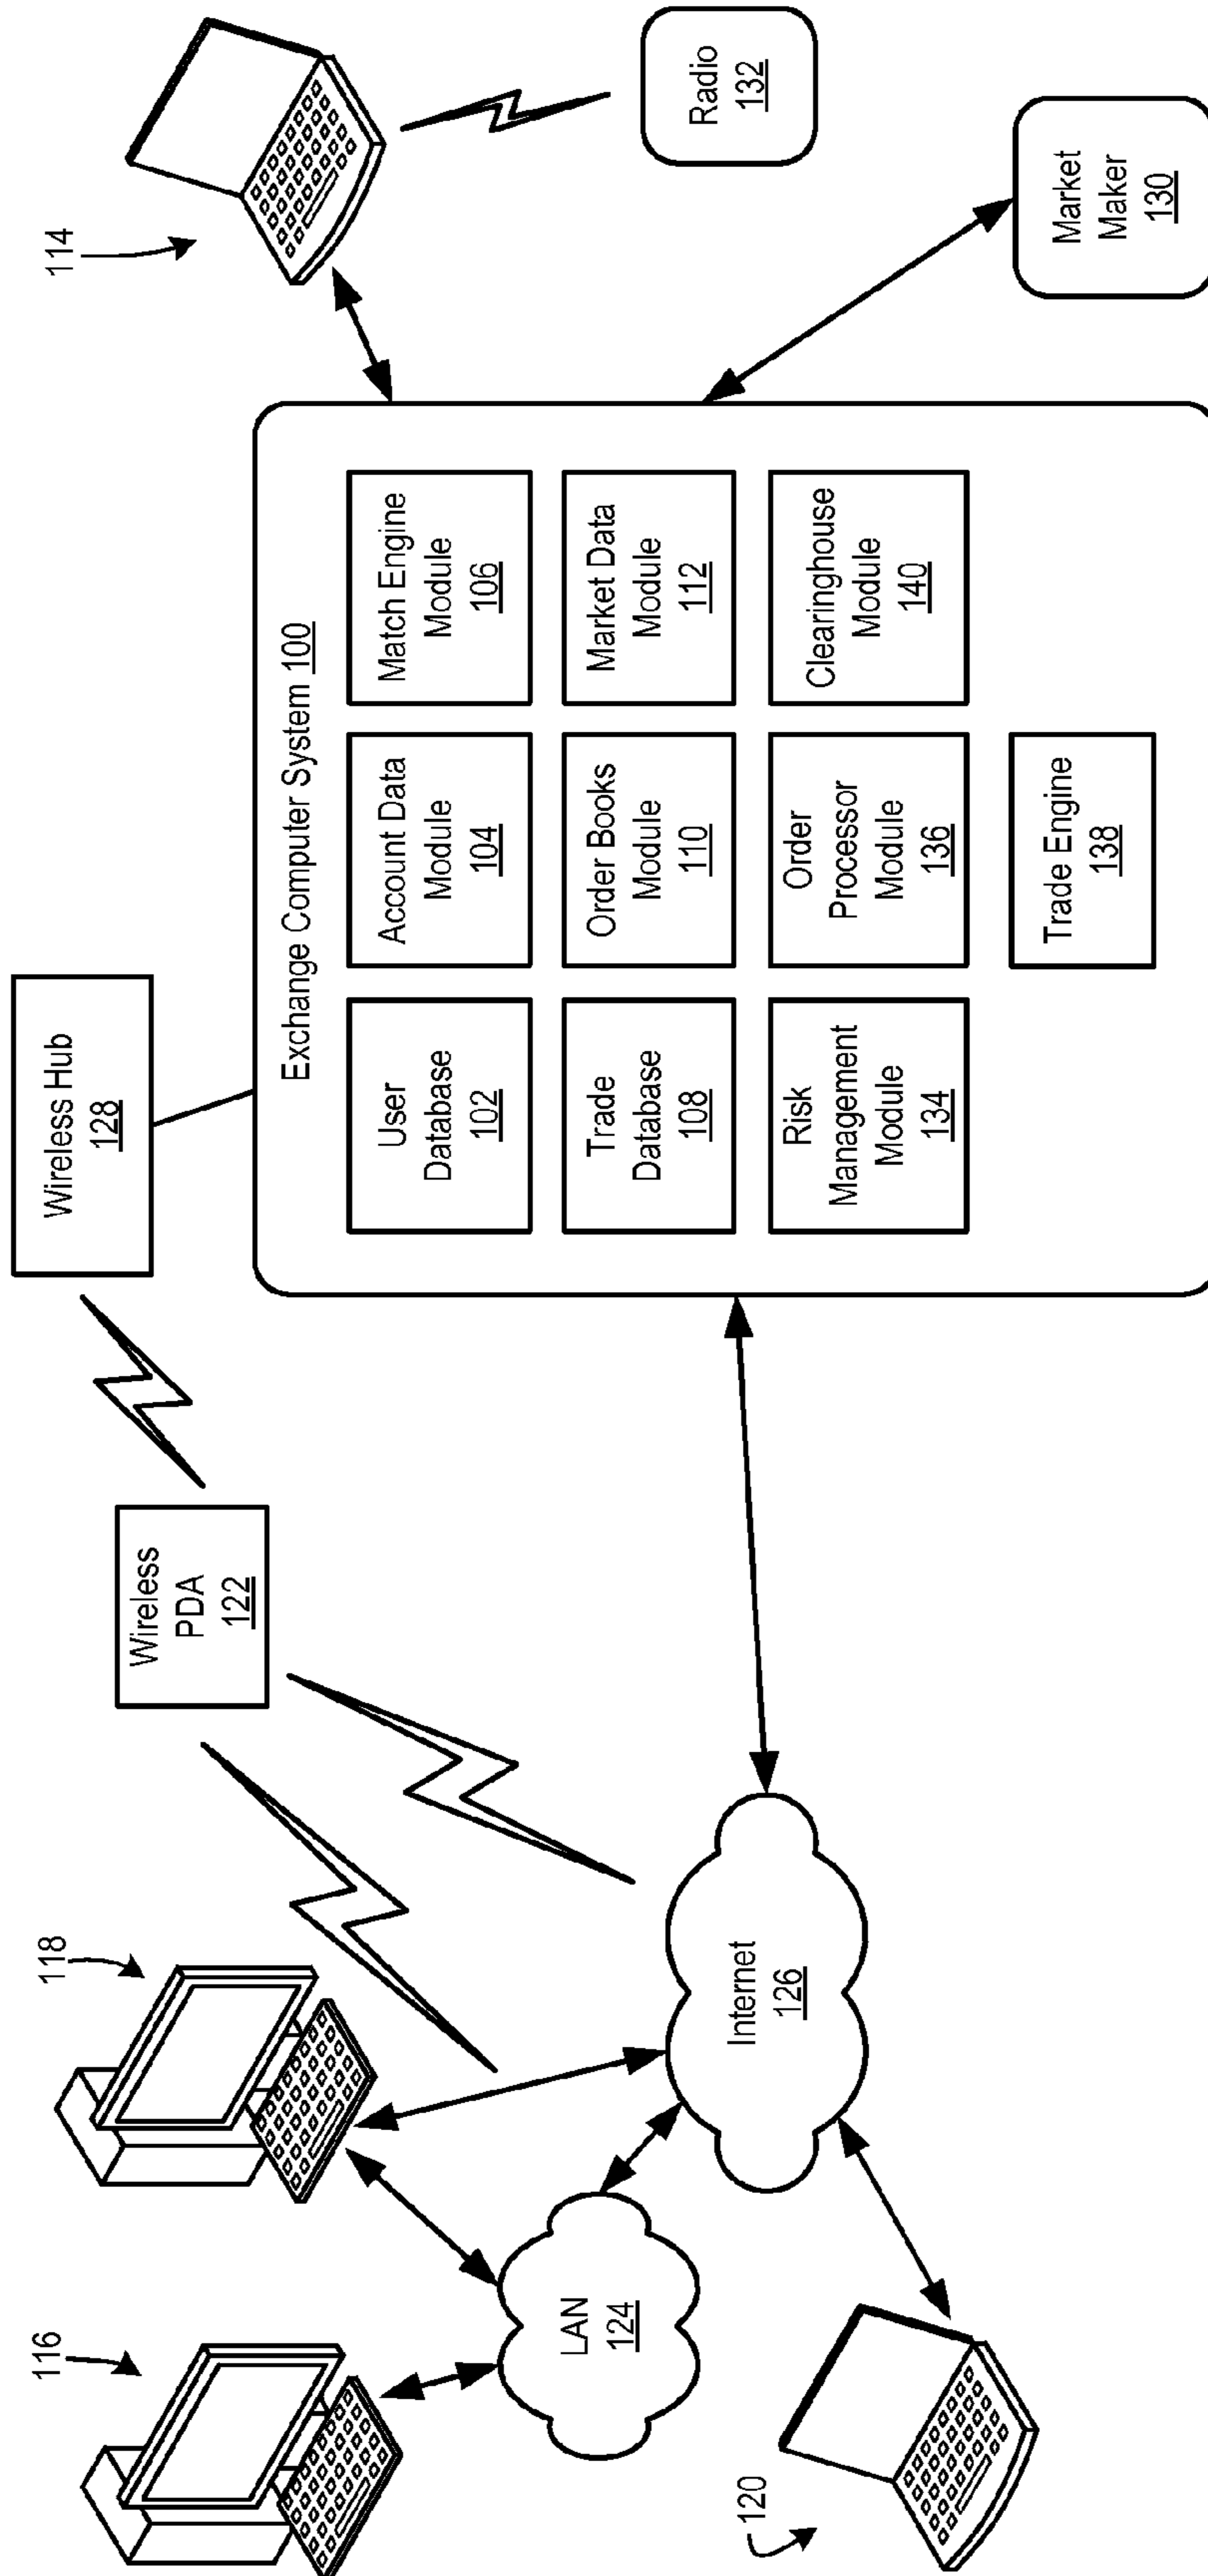 116
118
120
LAN
124
Internet
126
Wireless
PDA
122
Wireless Hub
128
114
Radio
132
Market
Maker
130
Exchange Computer System 100
User
Database
102
Account Data
Module
104
Match Engine
Module
106
Trade
Database
108
Order Books
Module
110
Market Data
Module
112
Risk
Management
Module
134
Order
Processor
Module
136
Clearinghouse
Module
140
Trade Engine
138